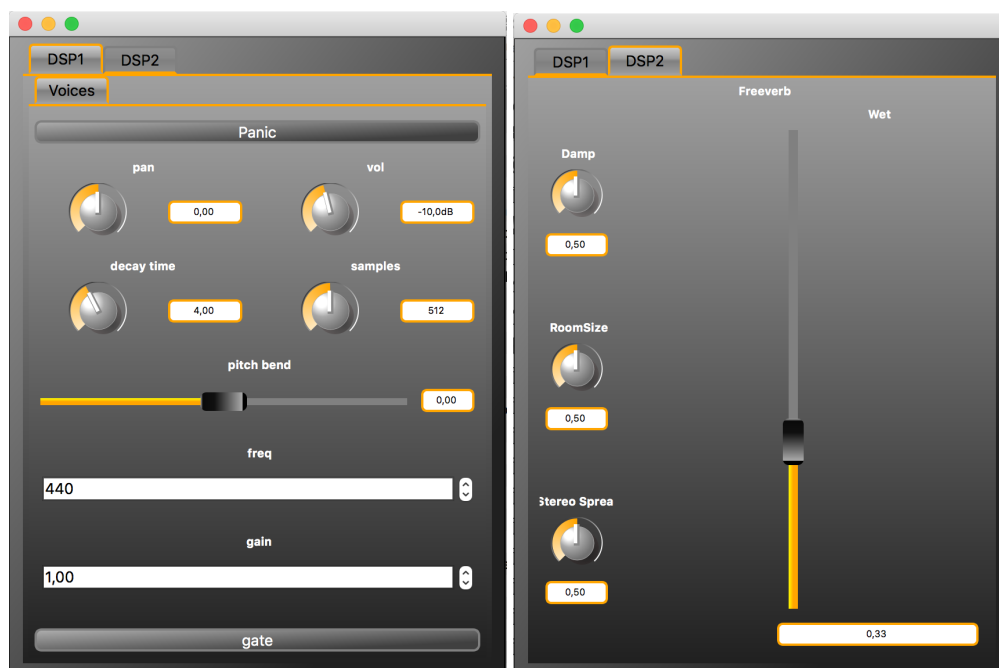 DSP1 DSP2
Voices
Panic
pan vol
0,00 -10,0dB
decay time samples
4,00 512
pitch bend
0,00
freq
440
gain
1,00
gate
DSP1 DSP2
Freeverb
Wet
Damp
0,50
RoomSize
0,50
Stereo Sprea
0,50
0,33